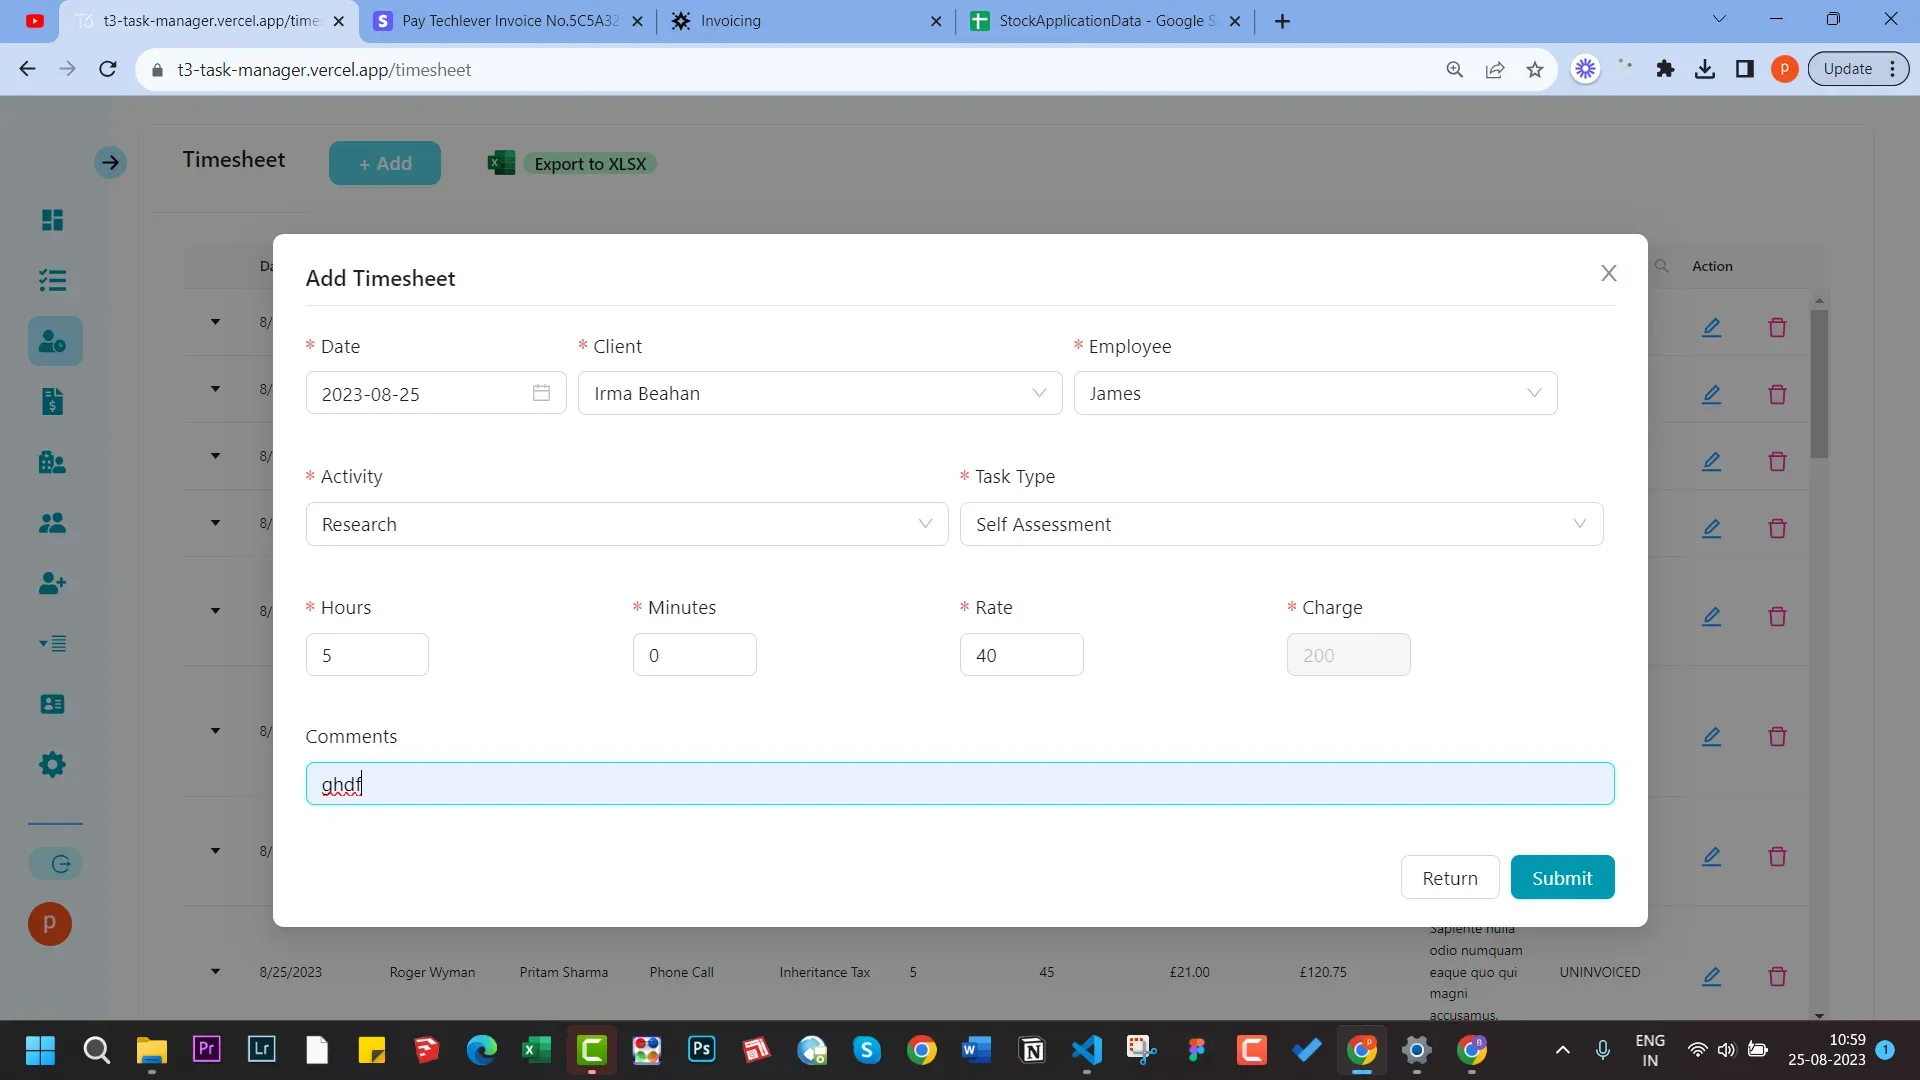 t3-task-manager.vercel.app/time
Pay Techlever Invoice No.5C5A32
Invoicing
StockApplicationData - Google S
t3-task-manager.vercel.app/timesheet
P
Update
Timesheet
+ Add
Export to XLSX
Action
Add Timesheet
* Date
* Client
* Employee
2023-08-25
Irma Beahan
James
* Activity
* Task Type
Research
Self Assessment
* Hours
* Minutes
* Rate
* Charge
5
0
40
200
Comments
ghdf
Return
Submit
8/
8/
8/
8/
8/
8/
8/
P
Sapiente nulla
odio numquam
eaque quo qui
magni
accusamus.
8/25/2023
Roger Wyman
Pritam Sharma
Phone Call
Inheritance Tax
5
45
£21.00
£120.75
UNINVOICED
ENG
IN
10:59
25-08-2023
1